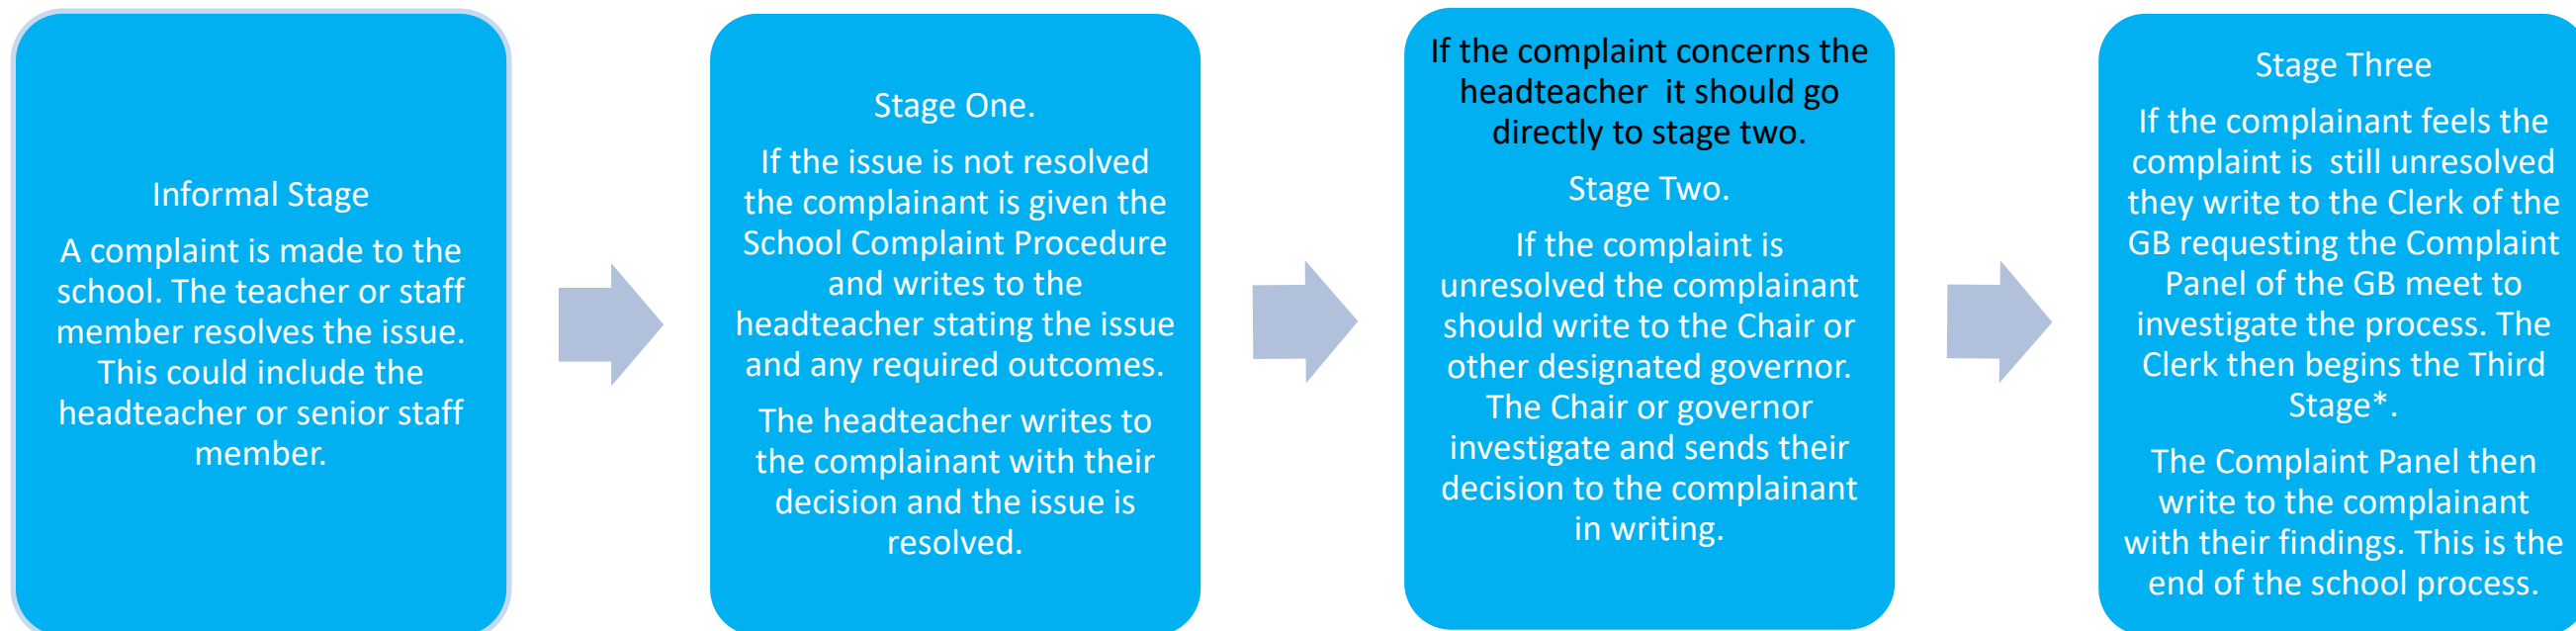 Informal Stage
A complaint is made to the
school. The teacher or staff
member resolves the issue.
This could include the
headteacher or senior staff
member.
Stage One.
If the issue is not resolved
the complainant is given the
School Complaint Procedure
and writes to the
headteacher stating the issue
and any required outcomes.
The headteacher writes to
the complainant with their
decision and the issue is
resolved.
If the complaint concerns the
headteacher  it should go
directly to stage two.
Stage Two.
If the complaint is
unresolved the complainant
should write to the Chair or
other designated governor.
The Chair or governor
investigate and sends their
decision to the complainant
in writing.
Stage Three
If the complainant feels the
complaint is  still unresolved
they write to the Clerk of the
GB requesting the Complaint
Panel of the GB meet to
investigate the process. The
Clerk then begins the Third
Stage*.
The Complaint Panel then
write to the complainant
with their findings. This is the
end of the school process.